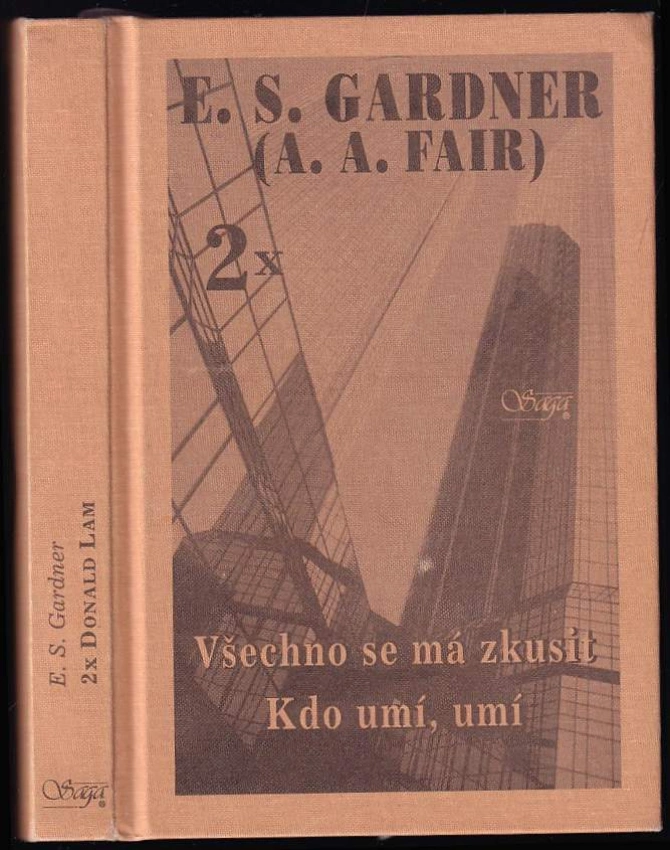 E. S. GARDNER
(A. A. FAIR)
2x
Saga®
Všechno se má zkusit
Kdo umí, umí
E. S. Gardner
2x DONALD LAM
Saga®